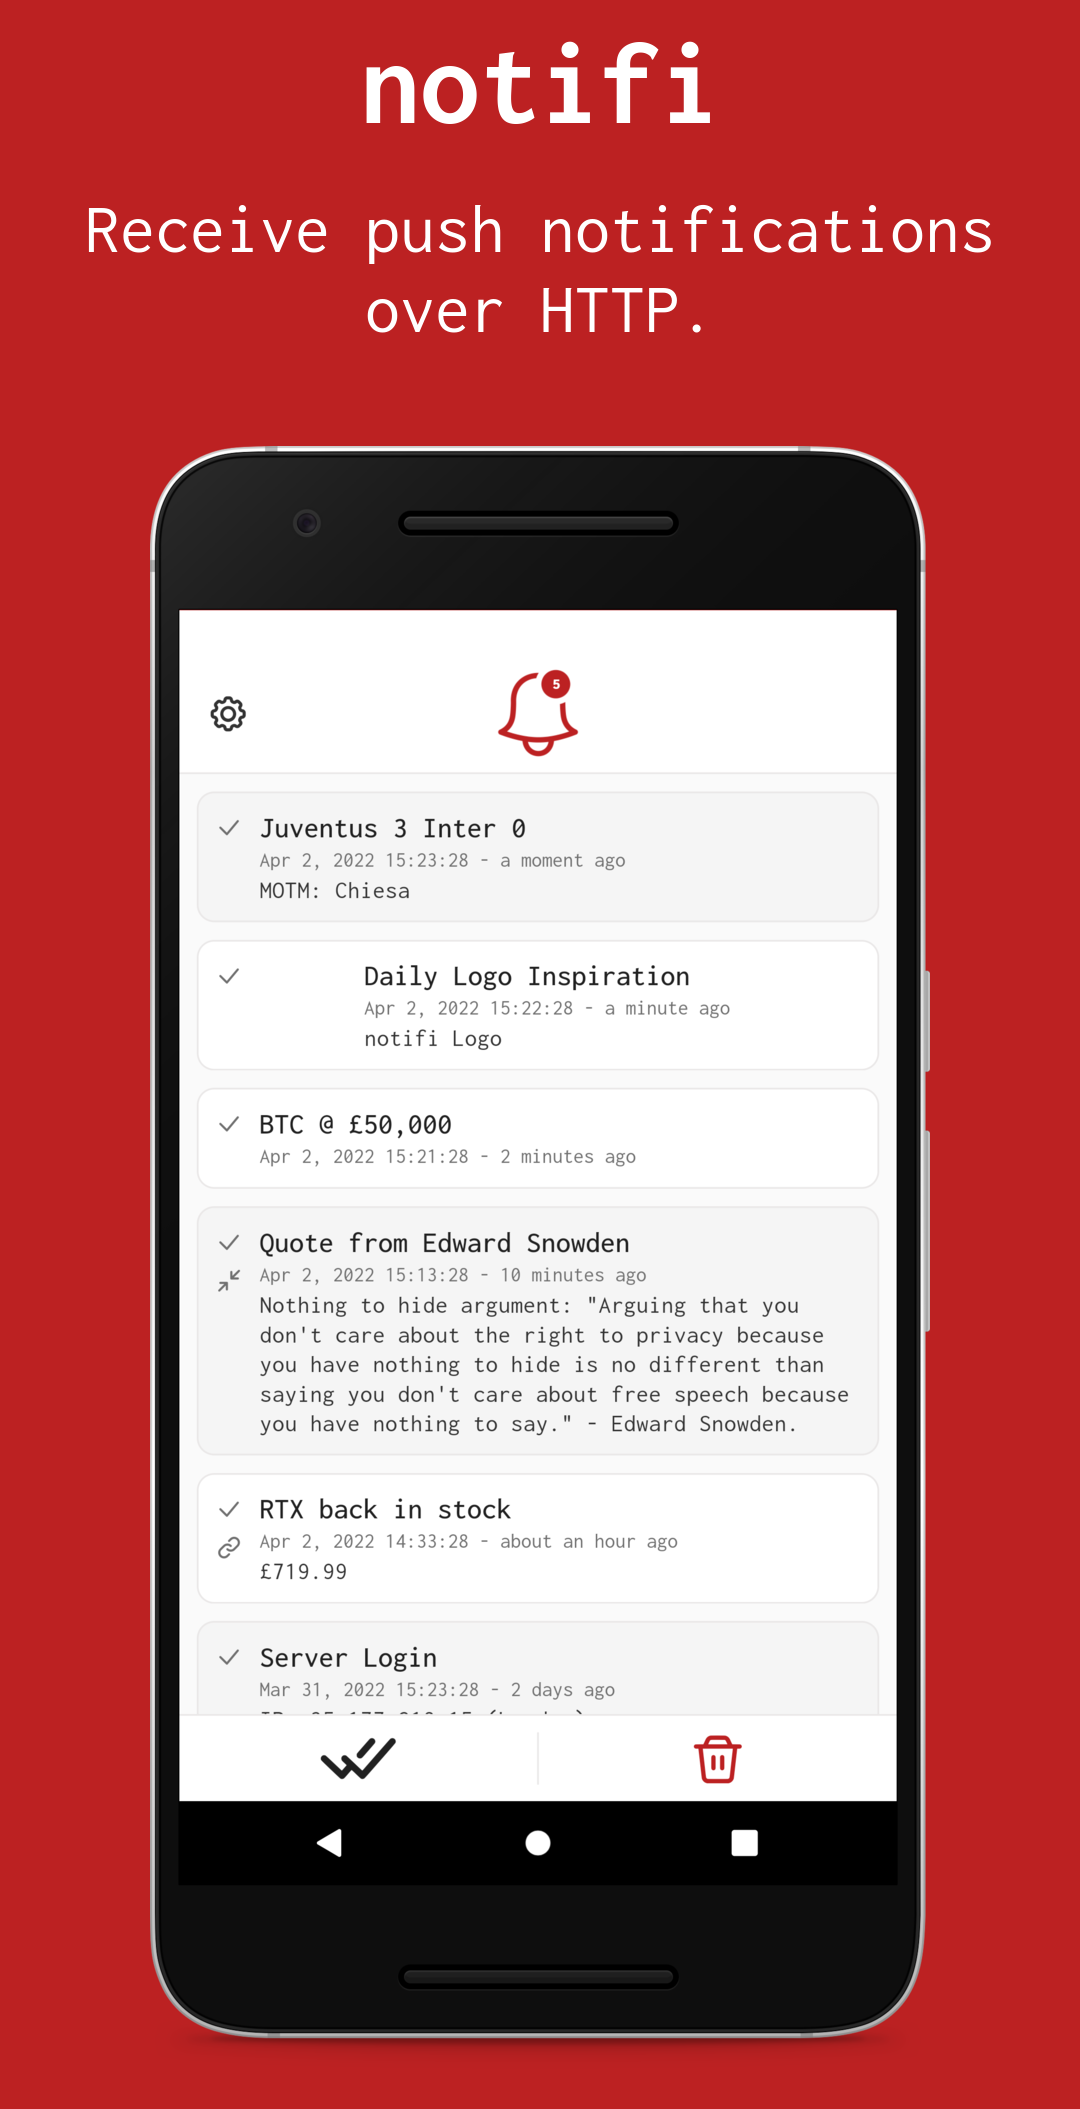 notifi
Receive push notifications
over HTTP.
5
Juventus 3 Inter 0
Apr 2, 2022 15:23:28 - a moment ago
MOTM: Chiesa
Daily Logo Inspiration
Apr 2, 2022 15:22:28 - a minute ago
notifi Logo
BTC @ £50,000
Apr 2, 2022 15:21:28 - 2 minutes ago
Quote from Edward Snowden
Apr 2, 2022 15:13:28 - 10 minutes ago
Nothing to hide argument: "Arguing that you
don't care about the right to privacy because
you have nothing to hide is no different than
saying you don't care about free speech because
you have nothing to say." - Edward Snowden.
RTX back in stock
Apr 2, 2022 14:33:28 - about an hour ago
£719.99
Server Login
Mar 31, 2022 15:23:28 - 2 days ago